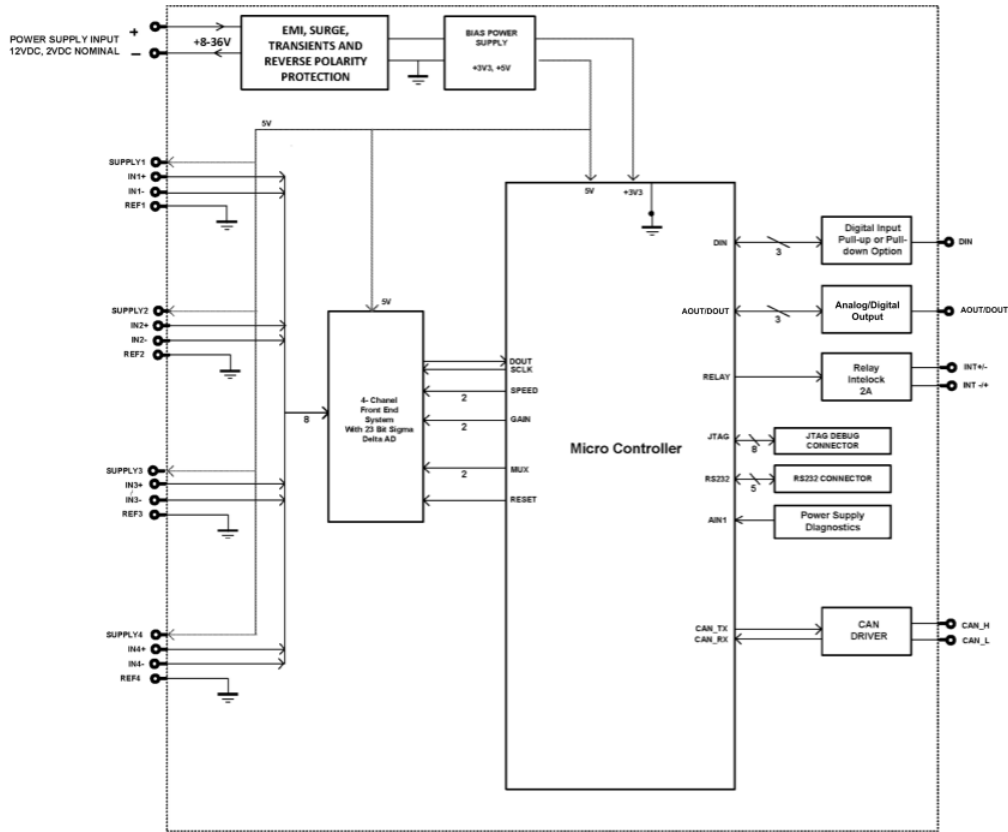 POWER SUPPLY INPUT
12VDC, 2VDC NOMINAL
+
–
+8-36V
EMI, SURGE,
TRANSIENTS AND
REVERSE POLARITY
PROTECTION
BIAS POWER
SUPPLY
+3V3, +5V
5V
SUPPLY1
IN1+
IN1-
REF1
SUPPLY2
IN2+
IN2-
REF2
SUPPLY3
IN3+
IN3-
REF3
SUPPLY4
IN4+
IN4-
REF4
8
5V
4- Chanel
Front End
System
With 23 Bit Sigma
Delta AD
2
2
2
5V
+3V3
DOUT
SCLK
SPEED
GAIN
MUX
RESET
Micro Controller
DIN
AOUT/DOUT
RELAY
JTAG
RS232
AIN1
CAN_TX
CAN_RX
3
3
8
5
Digital Input
Pull-up or Pull-
down Option
Analog/Digital
Output
Relay
Intelock
2A
JTAG DEBUG
CONNECTOR
RS232 CONNECTOR
Power Supply
Diagnostics
CAN
DRIVER
DIN
AOUT/DOUT
INT+/-
INT -/+
CAN_H
CAN_L